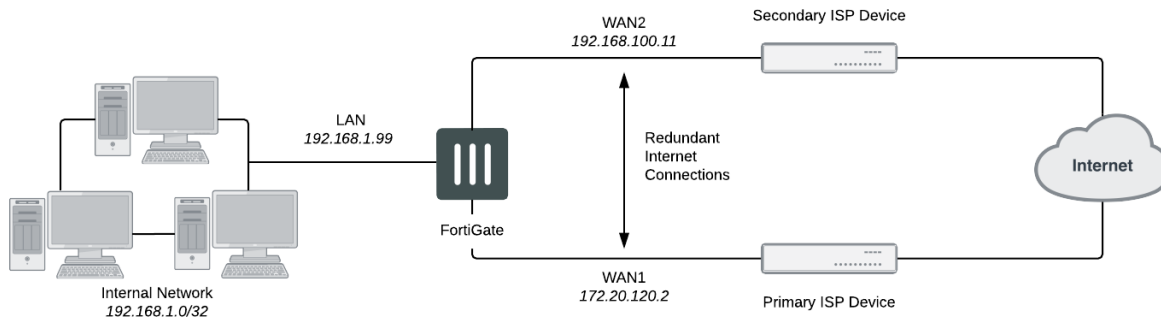 WAN2
192.168.100.11
Secondary ISP Device
LAN
192.168.1.99
Redundant
Internet
Connections
Internet
FortiGate
Internal Network
192.168.1.0/32
WAN1
172.20.120.2
Primary ISP Device